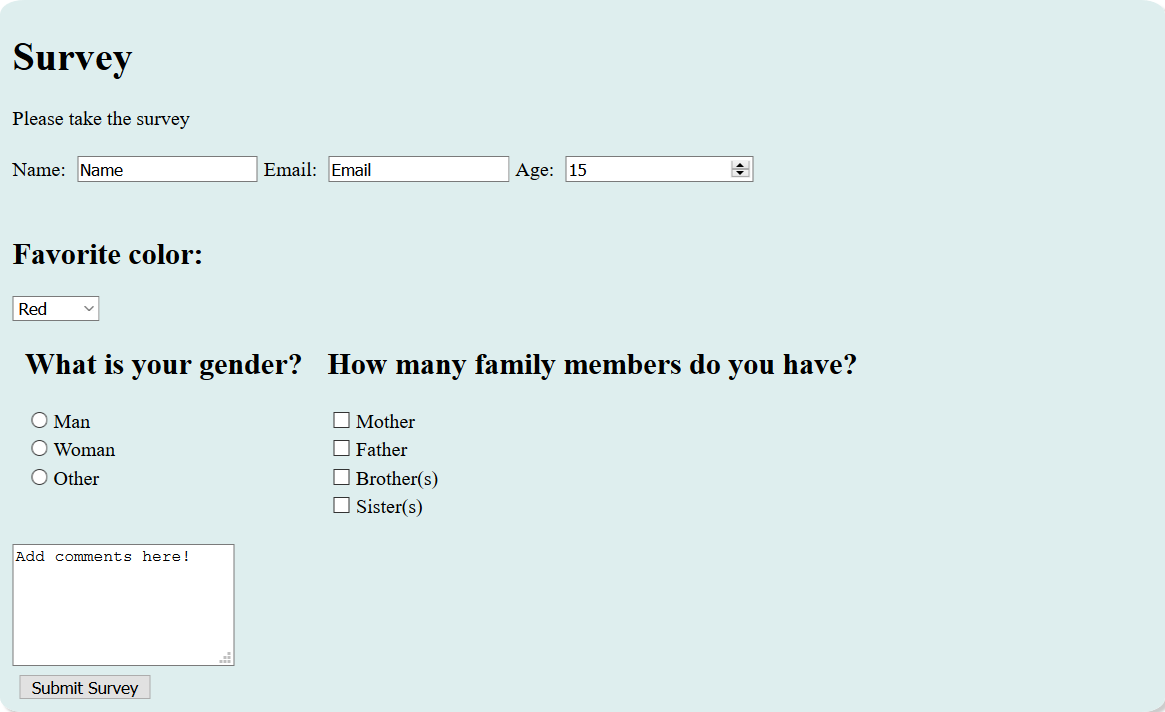 Survey
Please take the survey
Name: Name Email: Email Age: 15
Favorite color:
Red
What is your gender? How many family members do you have?
Man Mother
Woman Father
Other Brother(s)
Sister(s)
Add comments here!
Submit Survey